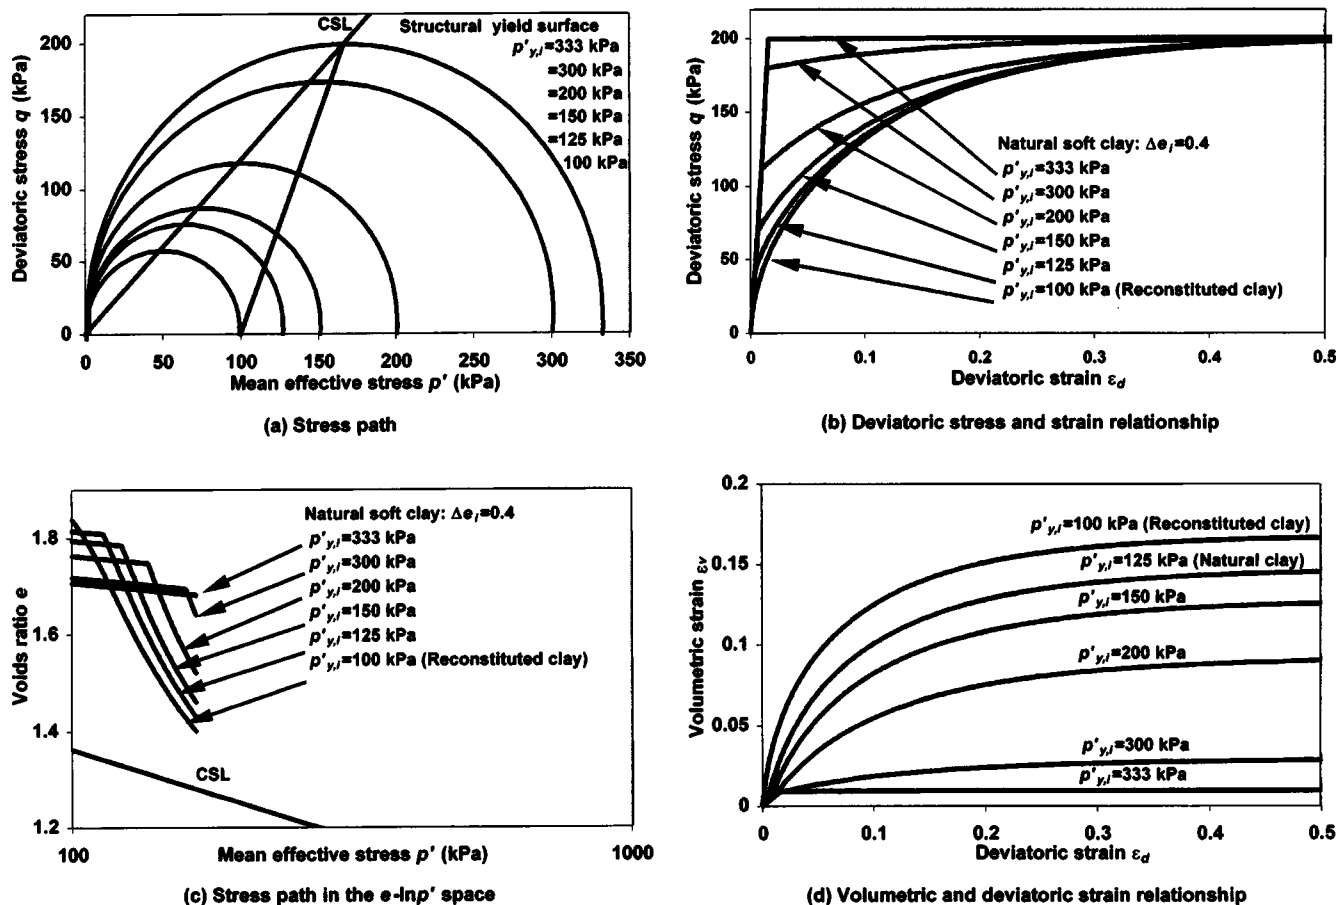 CSL
Structural yield surface
p'y,i=333 kPa
=300 kPa
=200 kPa
=150 kPa
=125 kPa
100 kPa
200
150
100
50
0
Deviatoric stress q (kPa)
0 50 100 150 200 250 300 350
Mean effective stress p' (kPa)
(a) Stress path
200
150
100
50
0
Deviatoric stress q (kPa)
Natural soft clay: Δei=0.4
p'y,i=333 kPa
p'y,i=300 kPa
p'y,i=200 kPa
p'y,i=150 kPa
p'y,i=125 kPa
p'y,i=100 kPa (Reconstituted clay)
0 0.1 0.2 0.3 0.4 0.5
Deviatoric strain εd
(b) Deviatoric stress and strain relationship
Natural soft clay: Δei=0.4
p'y,i=333 kPa
p'y,i=300 kPa
p'y,i=200 kPa
p'y,i=150 kPa
p'y,i=125 kPa
p'y,i=100 kPa (Reconstituted clay)
CSL
1.8
1.6
1.4
1.2
Voids ratio e
100 1000
Mean effective stress p' (kPa)
(c) Stress path in the e-lnp' space
0.2
0.15
0.1
0.05
0
Volumetric strain εv
p'y,i=100 kPa (Reconstituted clay)
p'y,i=125 kPa (Natural clay)
p'y,i=150 kPa
p'y,i=200 kPa
p'y,i=300 kPa
p'y,i=333 kPa
0 0.1 0.2 0.3 0.4 0.5
Deviatoric strain εd
(d) Volumetric and deviatoric strain relationship